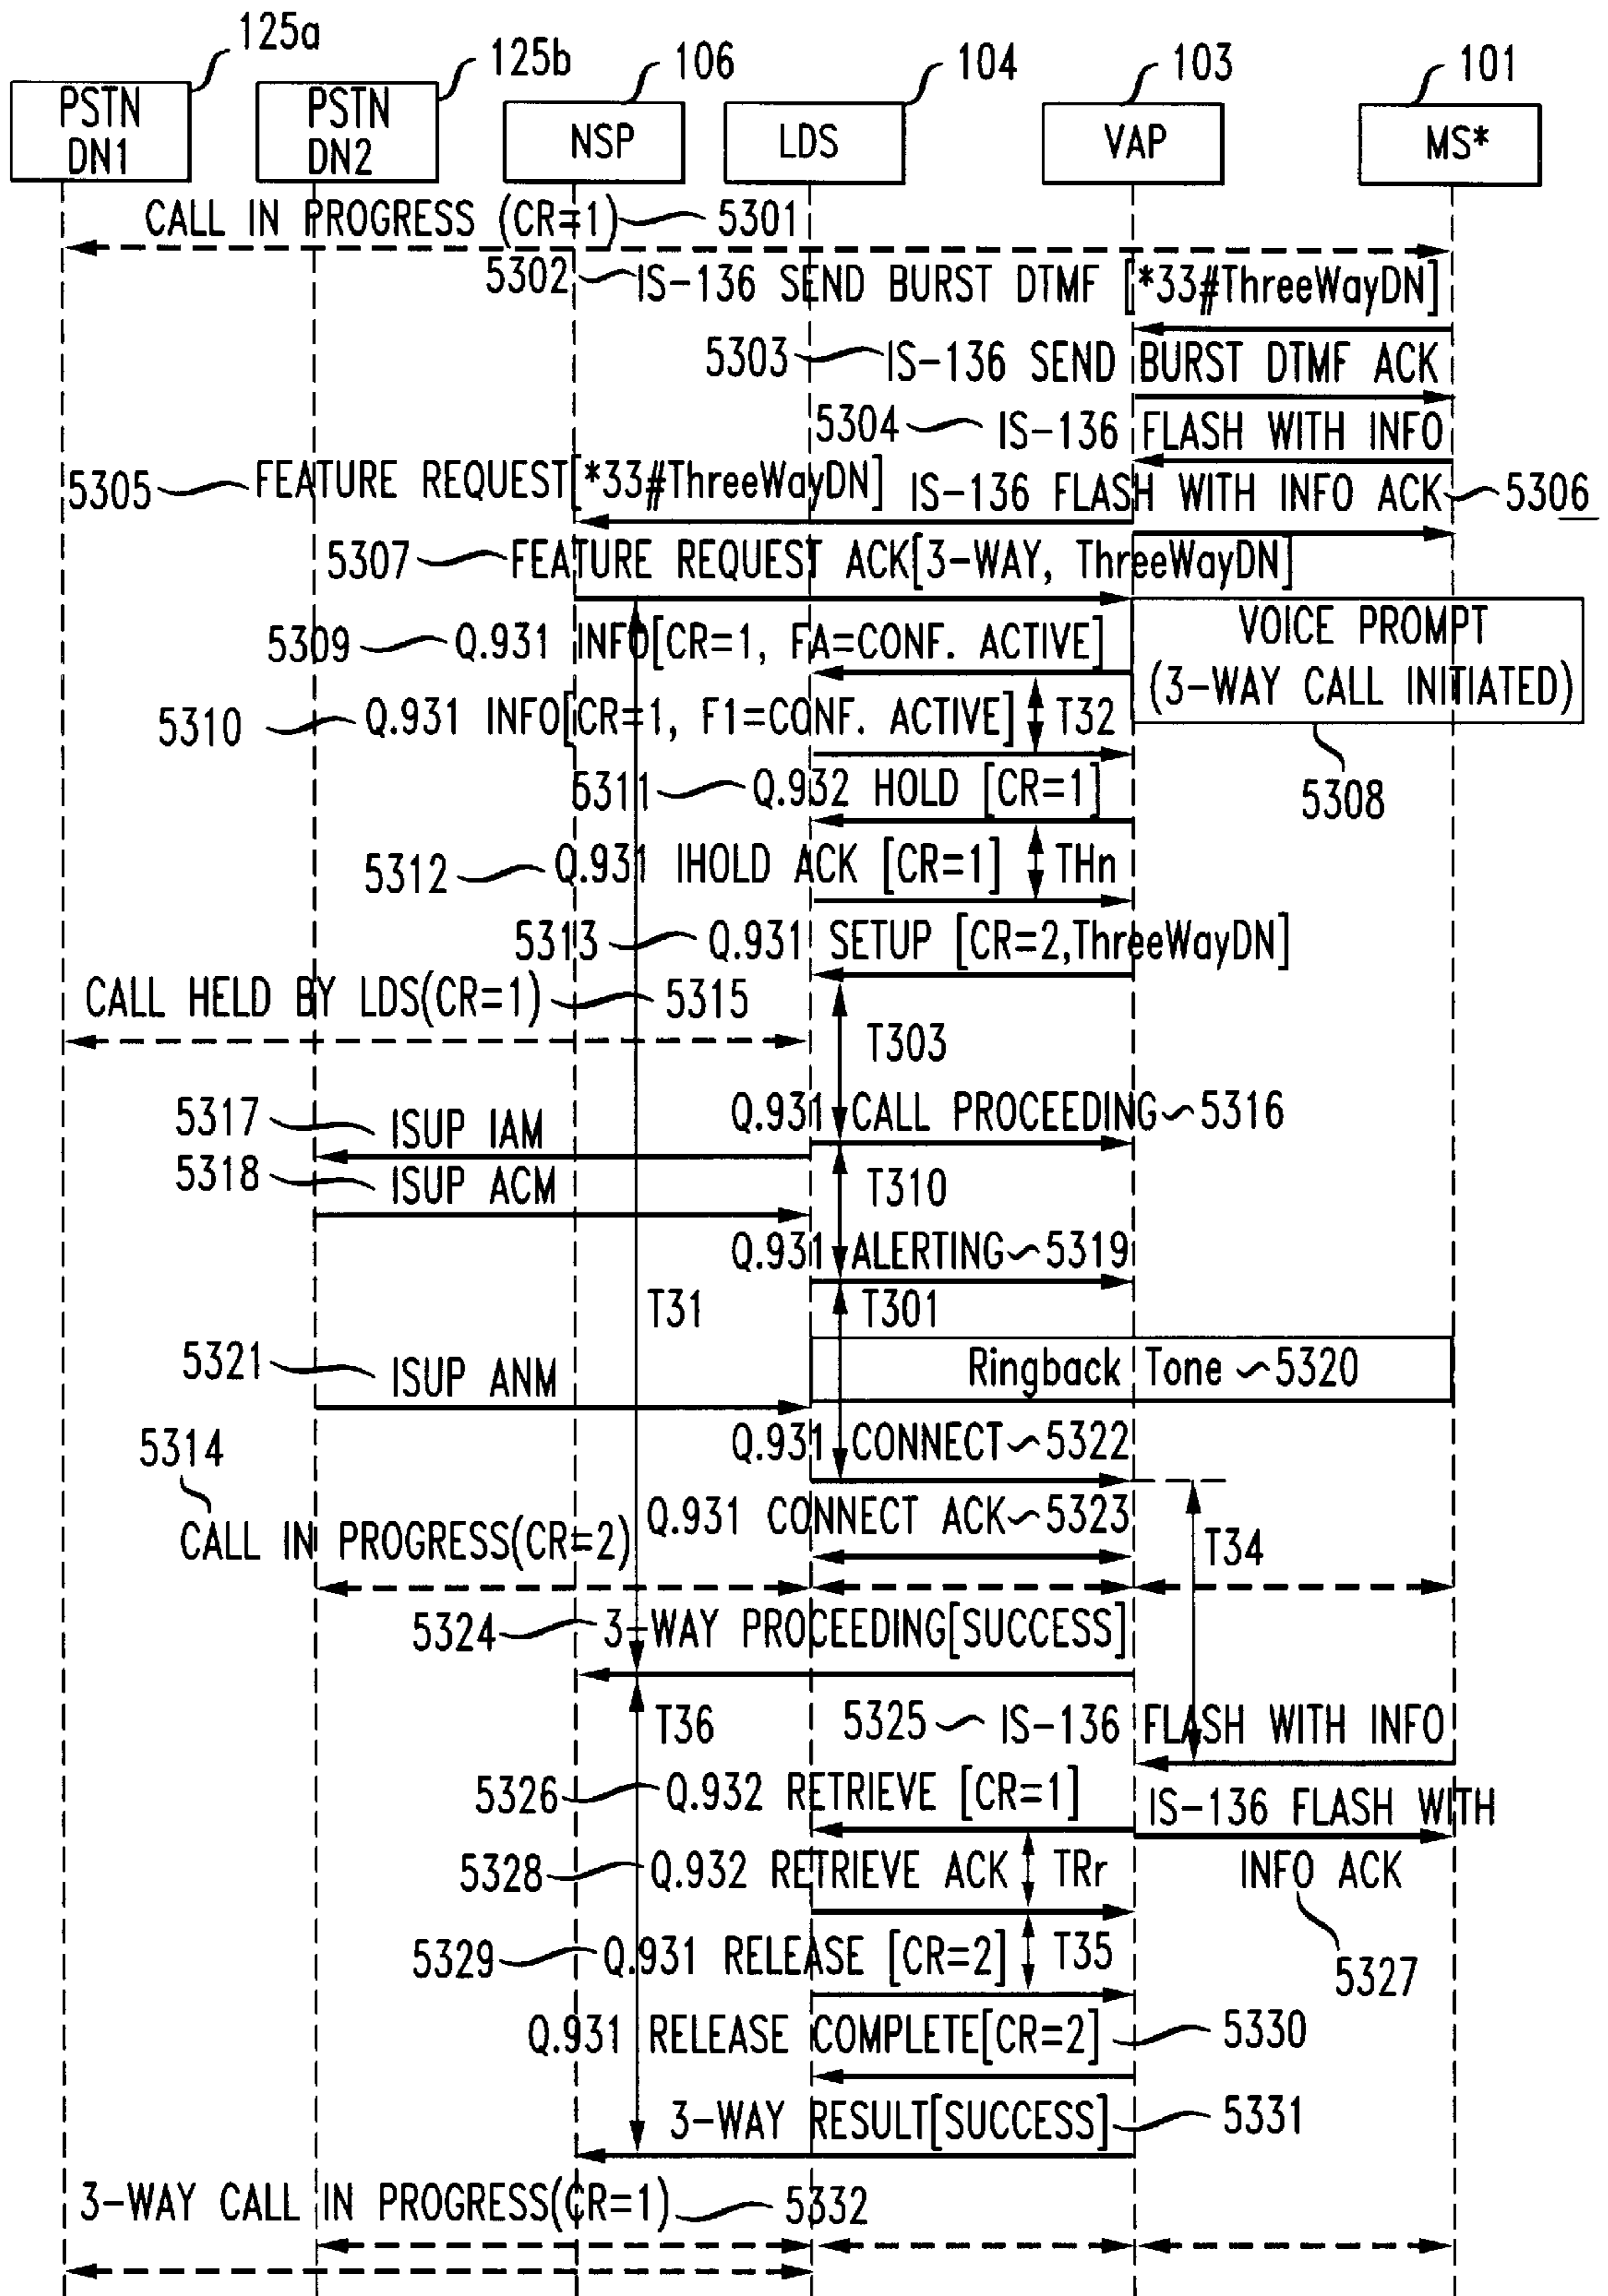 125a
125b
106
104
103
101
PSTN
DN1
PSTN
DN2
NSP
LDS
VAP
MS*
CALL IN PROGRESS (CR=1) 5301
5302 IS-136 SEND BURST DTMF [*33#ThreeWayDN]
5303 IS-136 SEND BURST DTMF ACK
5304 IS-136 FLASH WITH INFO
5305 FEATURE REQUEST[*33#ThreeWayDN]
IS-136 FLASH WITH INFO ACK 5306
5307 FEATURE REQUEST ACK[3-WAY, ThreeWayDN]
VOICE PROMPT
(3-WAY CALL INITIATED)
5308
5309 Q.931 INFO[CR=1, FA=CONF. ACTIVE]
5310 Q.931 INFO[CR=1, F1=CONF. ACTIVE] T32
5311 Q.932 HOLD [CR=1]
5312 Q.931 IHOLD ACK [CR=1] THn
5313 Q.931 SETUP [CR=2,ThreeWayDN]
CALL HELD BY LDS(CR=1) 5315
T303
Q.931 CALL PROCEEDING 5316
5317 ISUP IAM
5318 ISUP ACM
T310
Q.931 ALERTING 5319
T31
T301
Ringback Tone 5320
5321 ISUP ANM
Q.931 CONNECT 5322
5314
Q.931 CONNECT ACK 5323
CALL IN PROGRESS(CR=2)
T34
5324 3-WAY PROCEEDING[SUCCESS]
T36
5325 IS-136 FLASH WITH INFO
5326 Q.932 RETRIEVE [CR=1]
IS-136 FLASH WITH
INFO ACK
5327
5328 Q.932 RETRIEVE ACK TRr
5329 Q.931 RELEASE [CR=2] T35
Q.931 RELEASE COMPLETE[CR=2] 5330
3-WAY RESULT[SUCCESS] 5331
3-WAY CALL IN PROGRESS(CR=1) 5332